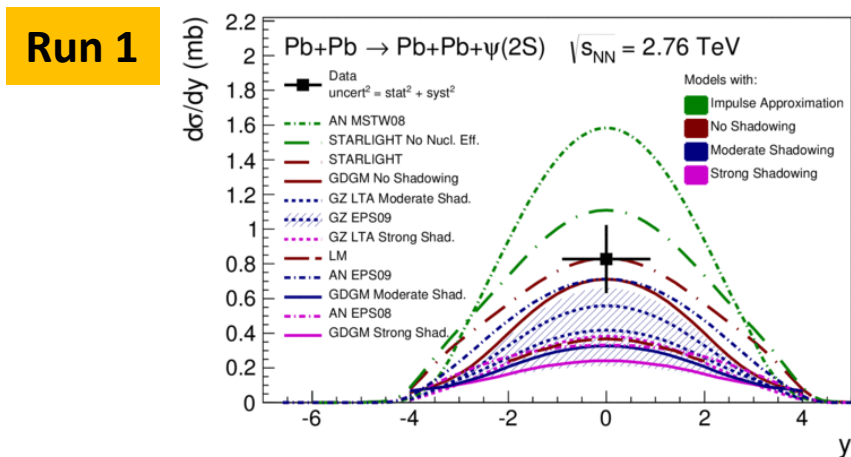 Run 1
dσ/dy (mb)
2.2
2
1.8
1.6
1.4
1.2
1
0.8
0.6
0.4
0.2
0
Pb+Pb → Pb+Pb+ψ(2S) √sNN = 2.76 TeV
Data
uncert² = stat² + syst²
AN MSTW08
STARLIGHT No Nucl. Eff.
STARLIGHT
GDGM No Shadowing
GZ LTA Moderate Shad.
GZ EPS09
GZ LTA Strong Shad.
LM
AN EPS09
GDGM Moderate Shad.
AN EPS08
GDGM Strong Shad.
Models with:
Impulse Approximation
No Shadowing
Moderate Shadowing
Strong Shadowing
-6 -4 -2 0 2 4
y